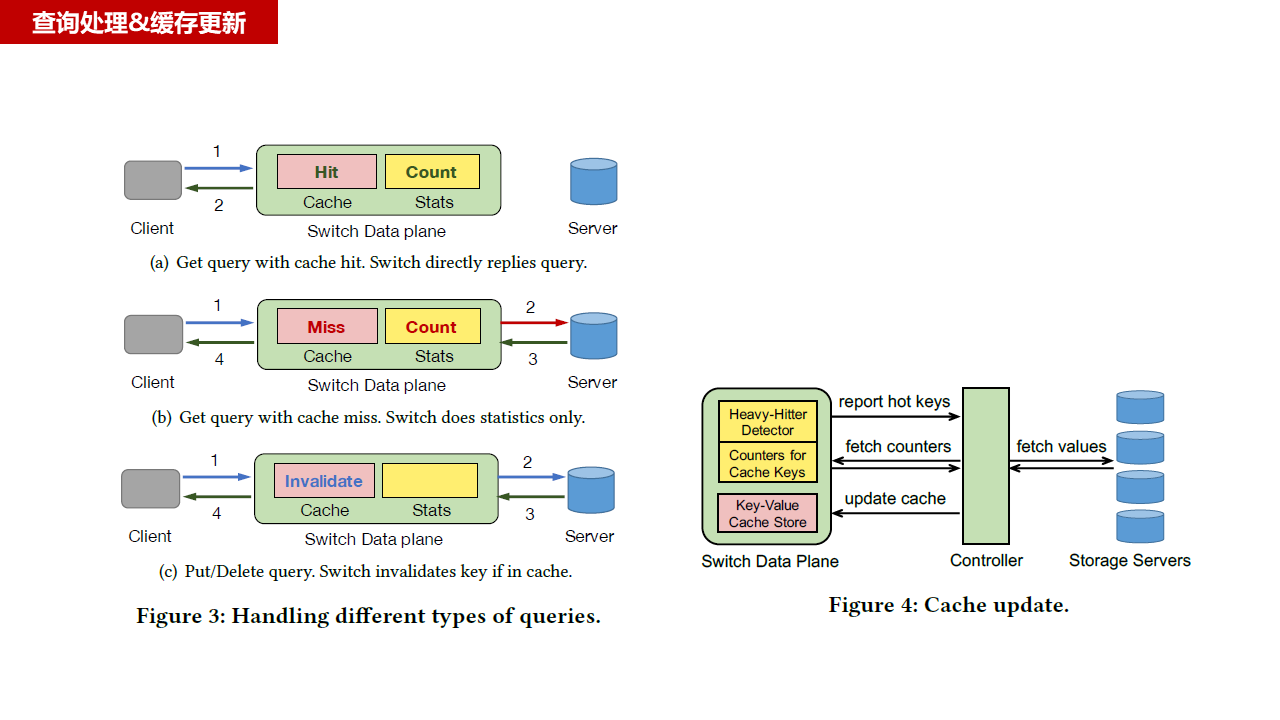 查询处理&缓存更新
1
Hit
Count
2
Cache
Stats
Client
Switch Data plane
Server
(a) Get query with cache hit. Switch directly replies query.
1
2
Miss
Count
4
Cache
Stats
3
Client
Switch Data plane
Server
(b) Get query with cache miss. Switch does statistics only.
1
2
Invalidate
4
Cache
Stats
3
Client
Switch Data plane
Server
(c) Put/Delete query. Switch invalidates key if in cache.
Figure 3: Handling different types of queries.
Heavy-Hitter
Detector
Counters for
Cache Keys
Key-Value
Cache Store
Switch Data Plane
report hot keys
fetch counters
update cache
Controller
fetch values
Storage Servers
Figure 4: Cache update.